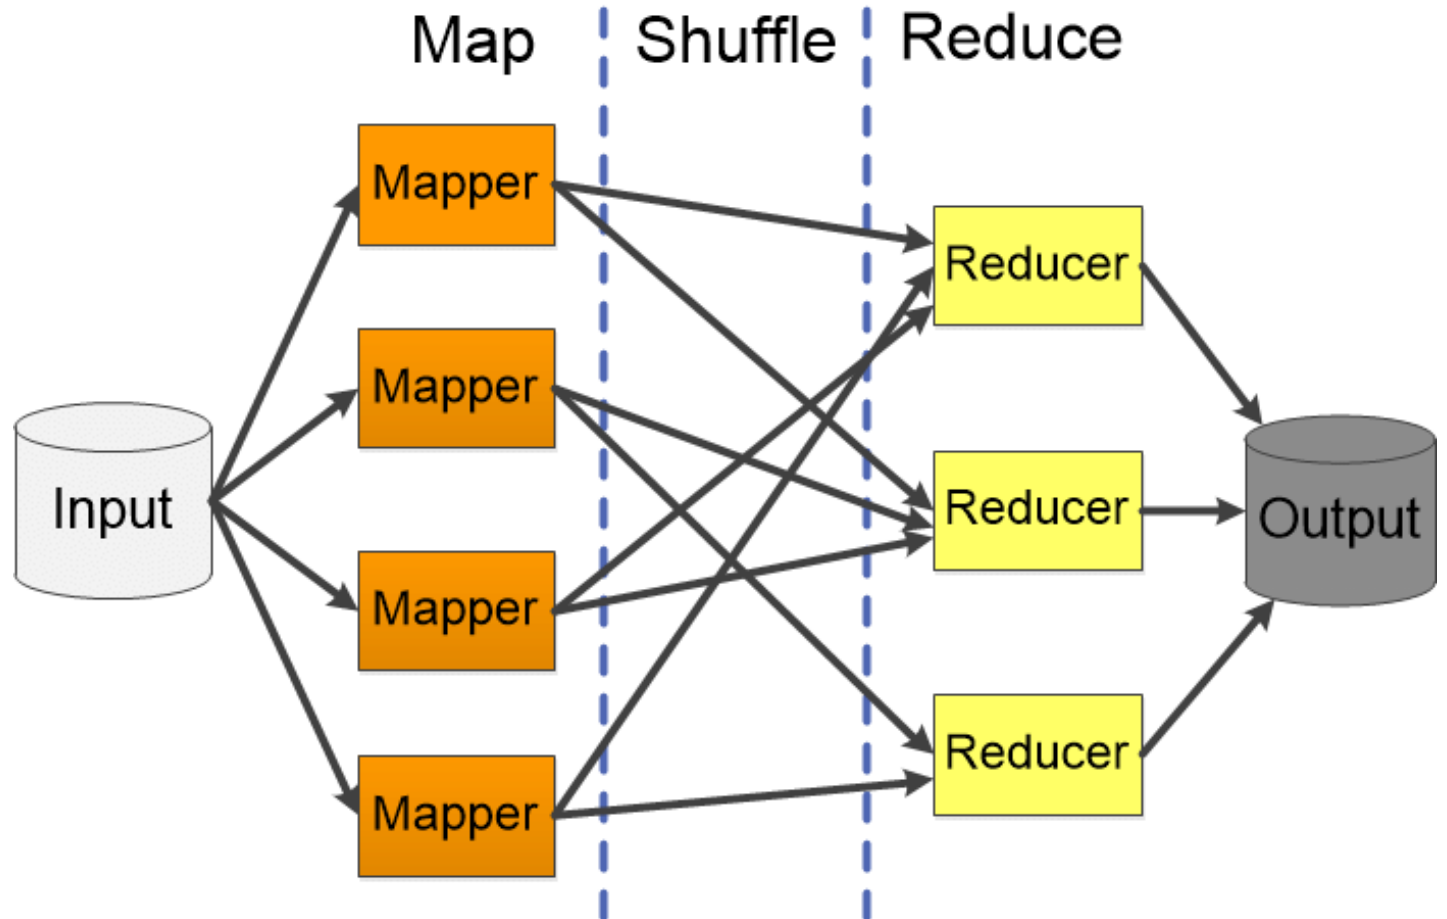 Map
Shuffle
Reduce
Input
Mapper
Mapper
Mapper
Mapper
Reducer
Reducer
Reducer
Output